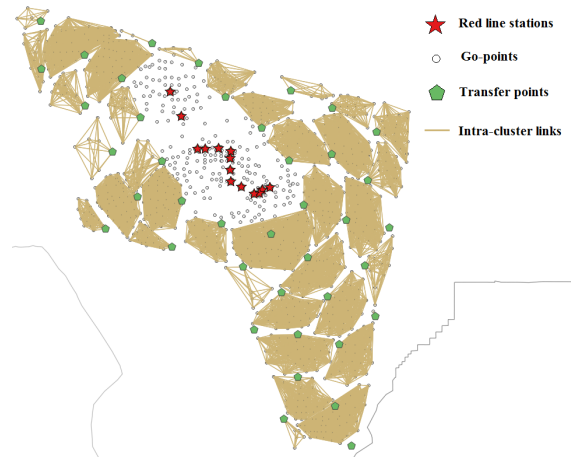 Red line stations
Go-points
Transfer points
Intra-cluster links